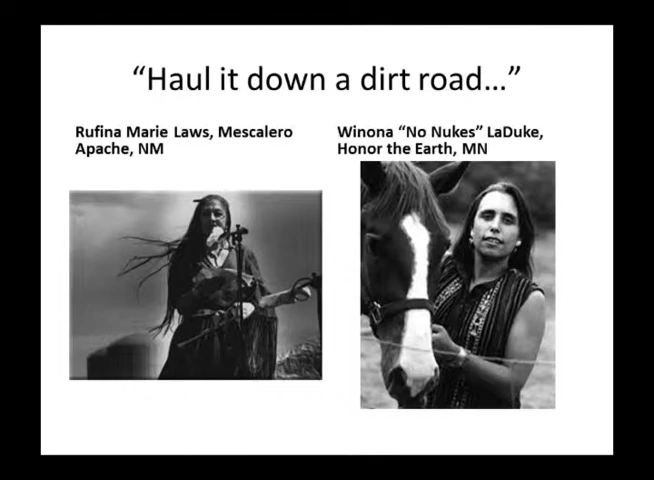 “Haul it down a dirt road...”
Rufina Marie Laws, Mescalero
Apache, NM
Winona “No Nukes” LaDuke,
Honor the Earth, MN